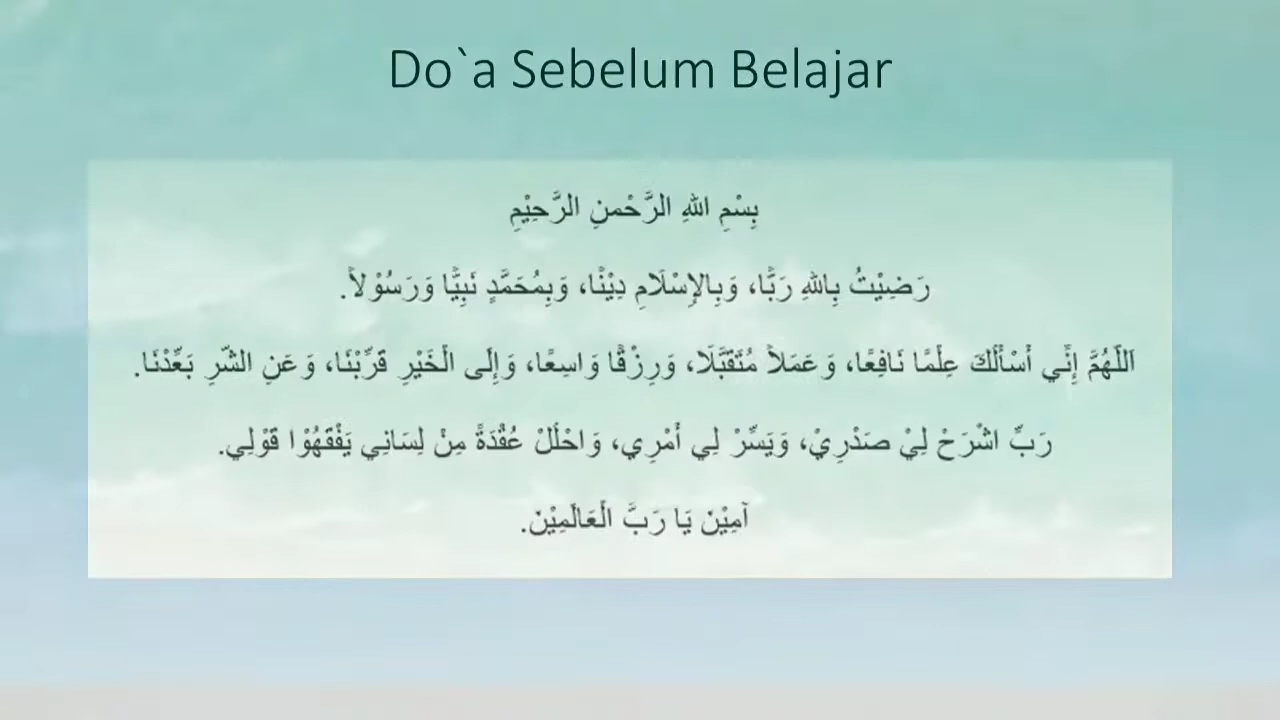 Do`a Sebelum Belajar
بِسْمِ اللهِ الرَّحْمنِ الرَّحِيْمِ
رَضِيْتُ بِاللهِ رَبًّا، وَبِالإِسْلَامِ دِيْنًا، وَبِمُحَمَّدٍ نَبِيًّا وَرَسُوْلاً.
اَللّهُمَّ إِنِّي أَسْأَلُكَ عِلْمًا نَافِعًا، وَعَمَلاً مُتَقَبَّلَا، وَرِزْقًا وَاسِعًا، وَإِلَى الْخَيْرِ قَرِّبْنَا، وَعَنِ الشّرِ بَعِّدْنَا.
رَبِّ اشْرَحْ لِيْ صَدْرِيْ، وَيَسِّرْ لِي أَمْرِي، وَاحْلُلْ عُقْدَةً مِنْ لِسَانِي يَفْقَهُوْا قَوْلِي.
آمِيْنَ يَا رَبَّ الْعَالَمِيْنَ.